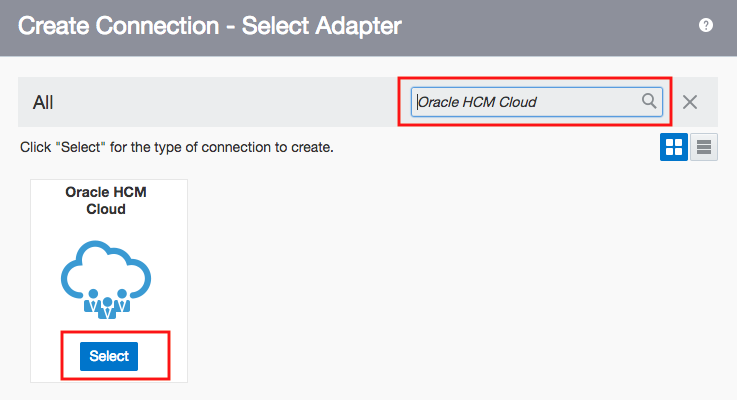 Create Connection - Select Adapter
?
All
Oracle HCM Cloud
Click "Select" for the type of connection to create.
Oracle HCM
Cloud
Select